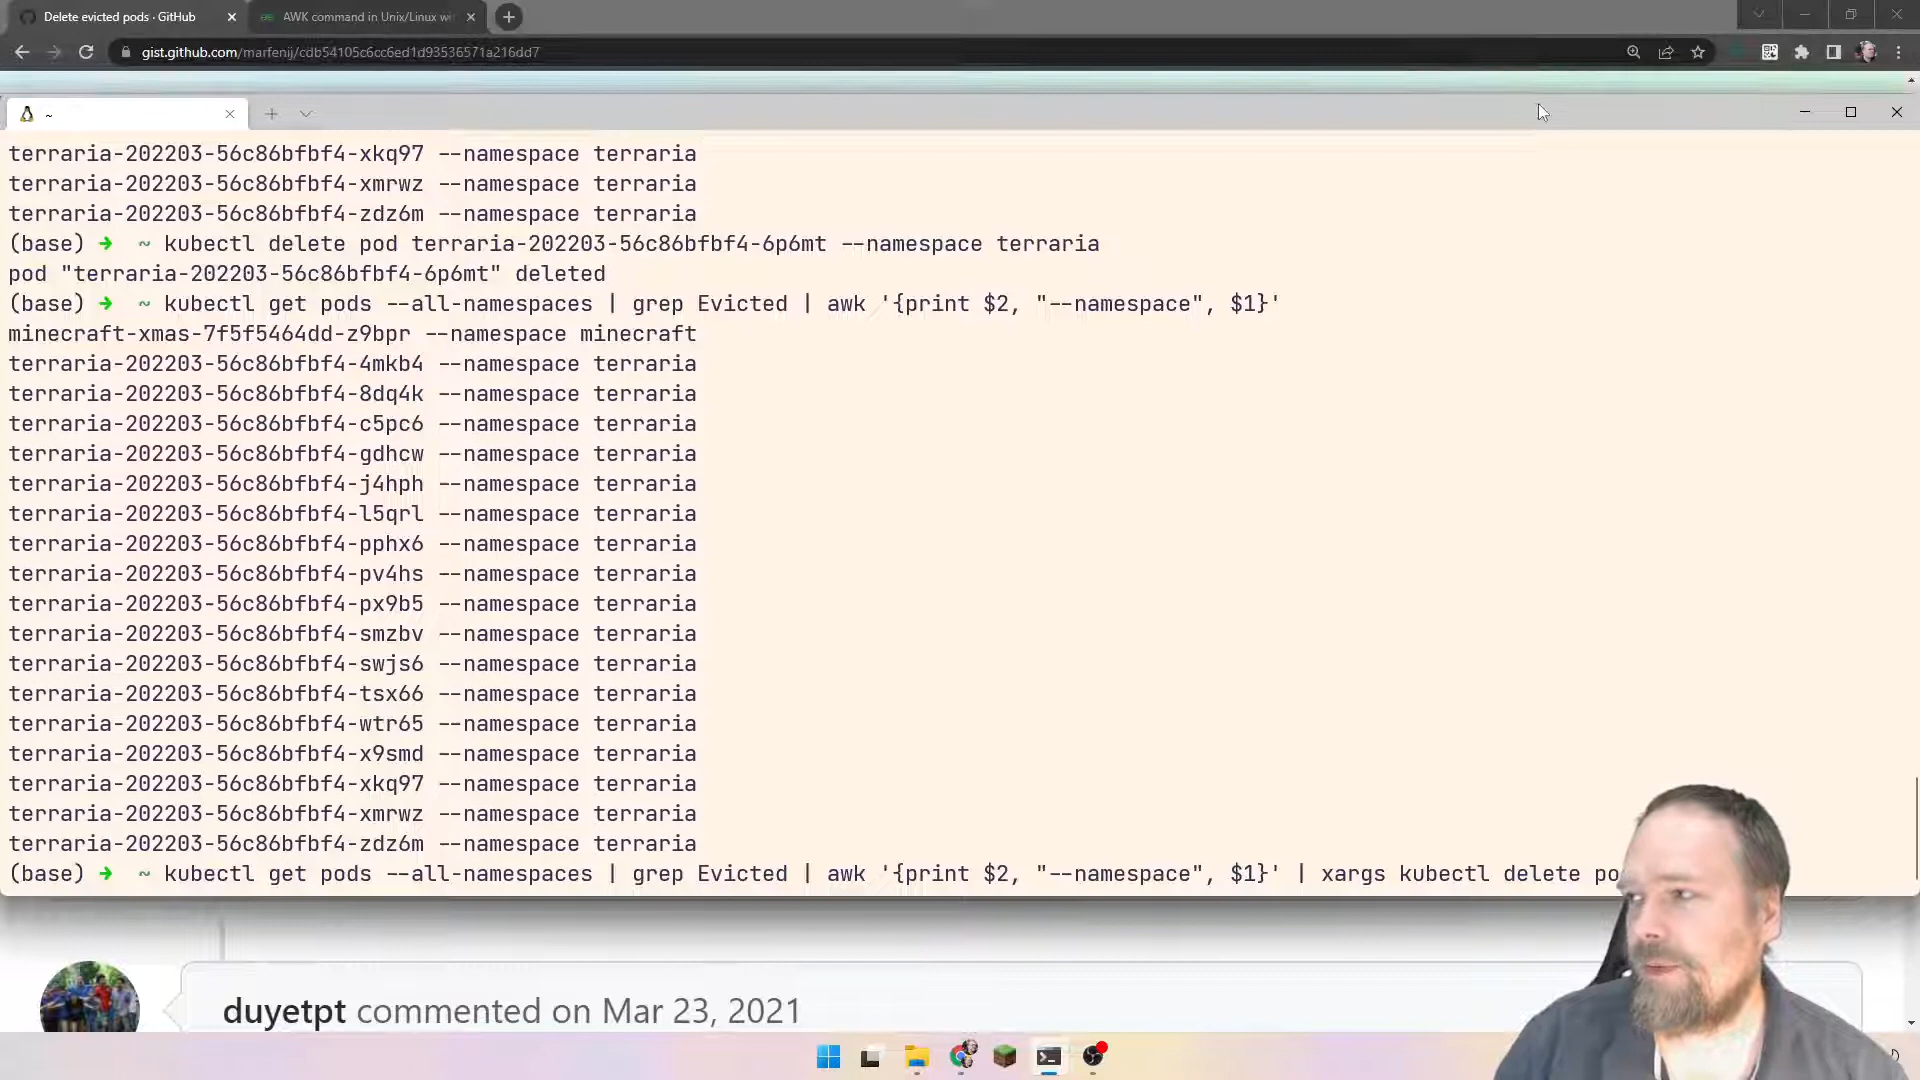 Delete evicted pods · GitHub
AWK command in Unix/Linux wi
gist.github.com/marfenij/cdb54105c6cc6ed1d93536571a216dd7
~
terraria-202203-56c86bfbf4-xkq97 --namespace terraria
terraria-202203-56c86bfbf4-xmrwz --namespace terraria
terraria-202203-56c86bfbf4-zdz6m --namespace terraria
(base) ➜ ~ kubectl delete pod terraria-202203-56c86bfbf4-6p6mt --namespace terraria
pod "terraria-202203-56c86bfbf4-6p6mt" deleted
(base) ➜ ~ kubectl get pods --all-namespaces | grep Evicted | awk '{print $2, "--namespace", $1}'
minecraft-xmas-7f5f5464dd-z9bpr --namespace minecraft
terraria-202203-56c86bfbf4-4mkb4 --namespace terraria
terraria-202203-56c86bfbf4-8dq4k --namespace terraria
terraria-202203-56c86bfbf4-c5pc6 --namespace terraria
terraria-202203-56c86bfbf4-gdhcw --namespace terraria
terraria-202203-56c86bfbf4-j4hph --namespace terraria
terraria-202203-56c86bfbf4-l5qrl --namespace terraria
terraria-202203-56c86bfbf4-pphx6 --namespace terraria
terraria-202203-56c86bfbf4-pv4hs --namespace terraria
terraria-202203-56c86bfbf4-px9b5 --namespace terraria
terraria-202203-56c86bfbf4-smzbv --namespace terraria
terraria-202203-56c86bfbf4-swjs6 --namespace terraria
terraria-202203-56c86bfbf4-tsx66 --namespace terraria
terraria-202203-56c86bfbf4-wtr65 --namespace terraria
terraria-202203-56c86bfbf4-x9smd --namespace terraria
terraria-202203-56c86bfbf4-xkq97 --namespace terraria
terraria-202203-56c86bfbf4-xmrwz --namespace terraria
terraria-202203-56c86bfbf4-zdz6m --namespace terraria
(base) ➜ ~ kubectl get pods --all-namespaces | grep Evicted | awk '{print $2, "--namespace", $1}' | xargs kubectl delete po
duyetpt commented on Mar 23, 2021